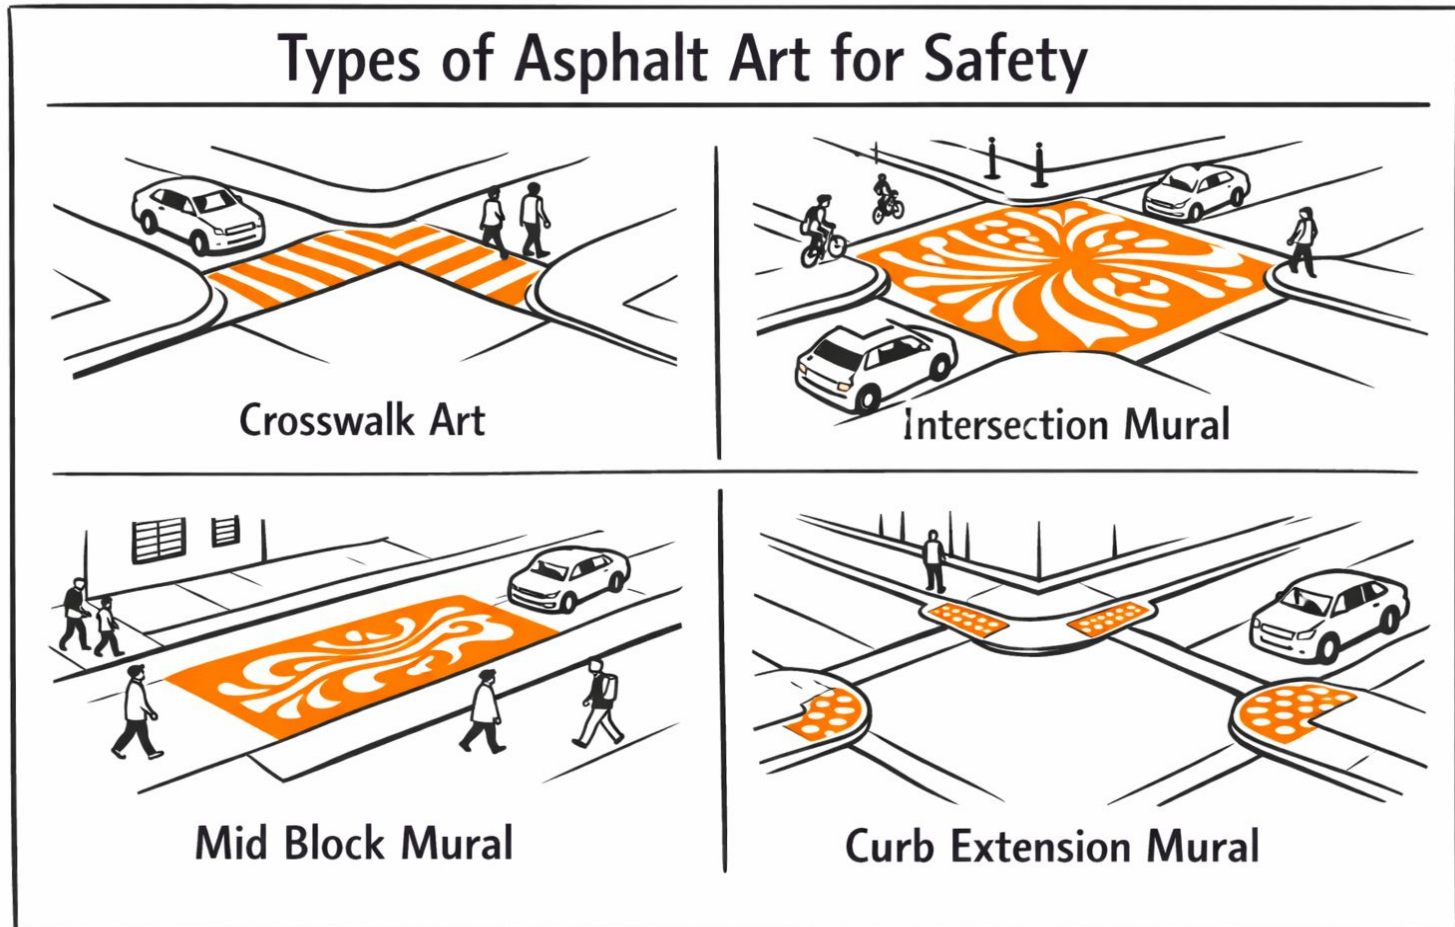 Types of Asphalt Art for Safety
Crosswalk Art
Intersection Mural
Mid Block Mural
Curb Extension Mural